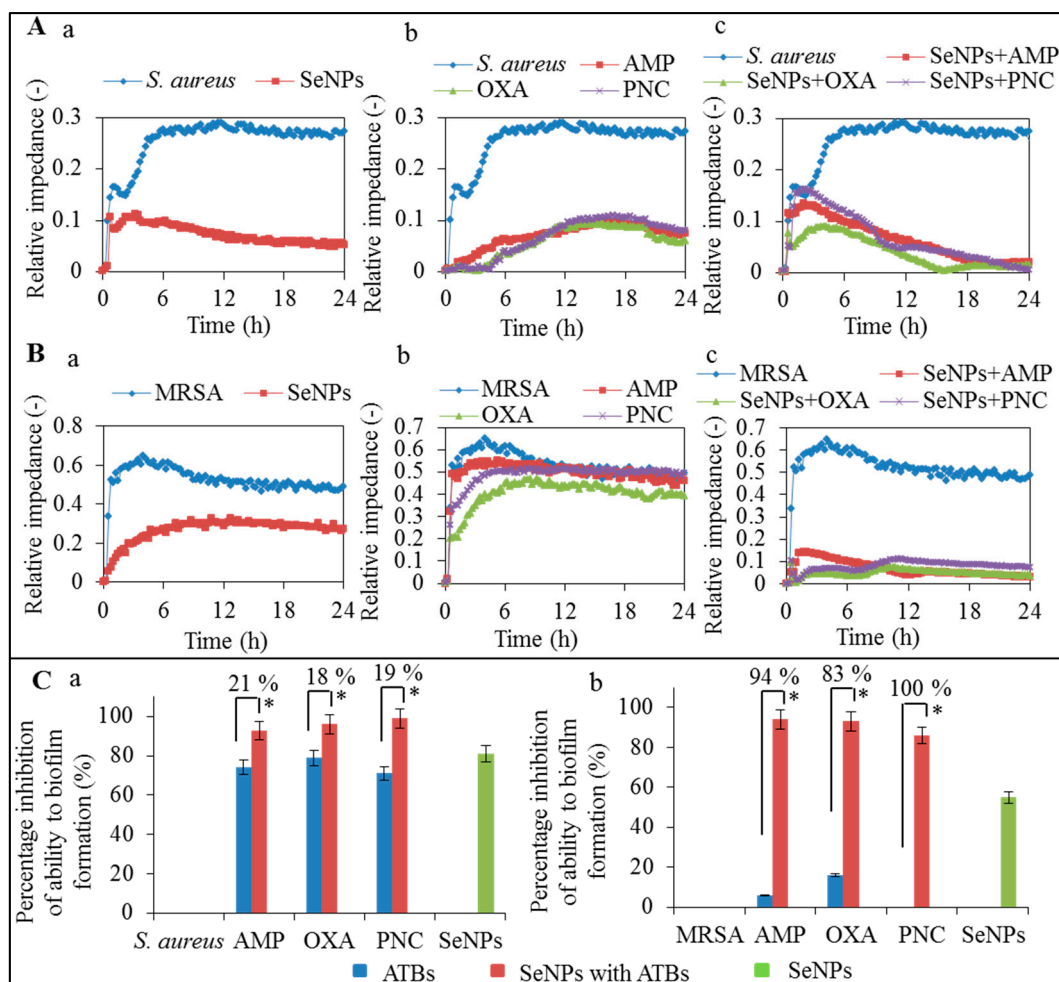 A a
S. aureus SeNPs
Relative impedance (-)
0.3
0.2
0.1
0
0 6 12 18 24
Time (h)
b
S. aureus AMP
OXA PNC
Relative impedance (-)
0.3
0.2
0.1
0
0 6 12 18 24
Time (h)
c
S. aureus SeNPs+AMP
SeNPs+OXA SeNPs+PNC
Relative impedance (-)
0.3
0.2
0.1
0
0 6 12 18 24
Time (h)
B a
MRSA SeNPs
Relative impedance (-)
0.8
0.6
0.4
0.2
0
0 6 12 18 24
Time (h)
b
MRSA AMP
OXA PNC
Relative impedance (-)
0.7
0.6
0.5
0.4
0.3
0.2
0.1
0
0 6 12 18 24
Time (h)
c
MRSA SeNPs+AMP
SeNPs+OXA SeNPs+PNC
Relative impedance (-)
0.7
0.6
0.5
0.4
0.3
0.2
0.1
0
0 6 12 18 24
Time (h)
C a
Percentage inhibition
of ability to biofilm
formation (%)
21 % 18 % 19 %
* * *
100
80
60
40
20
0
S. aureus AMP OXA PNC SeNPs
b
Percentage inhibition
of ability to biofilm
formation (%)
94 % 83 % 100 %
* * *
100
80
60
40
20
0
MRSA AMP OXA PNC SeNPs
ATBs SeNPs with ATBs SeNPs